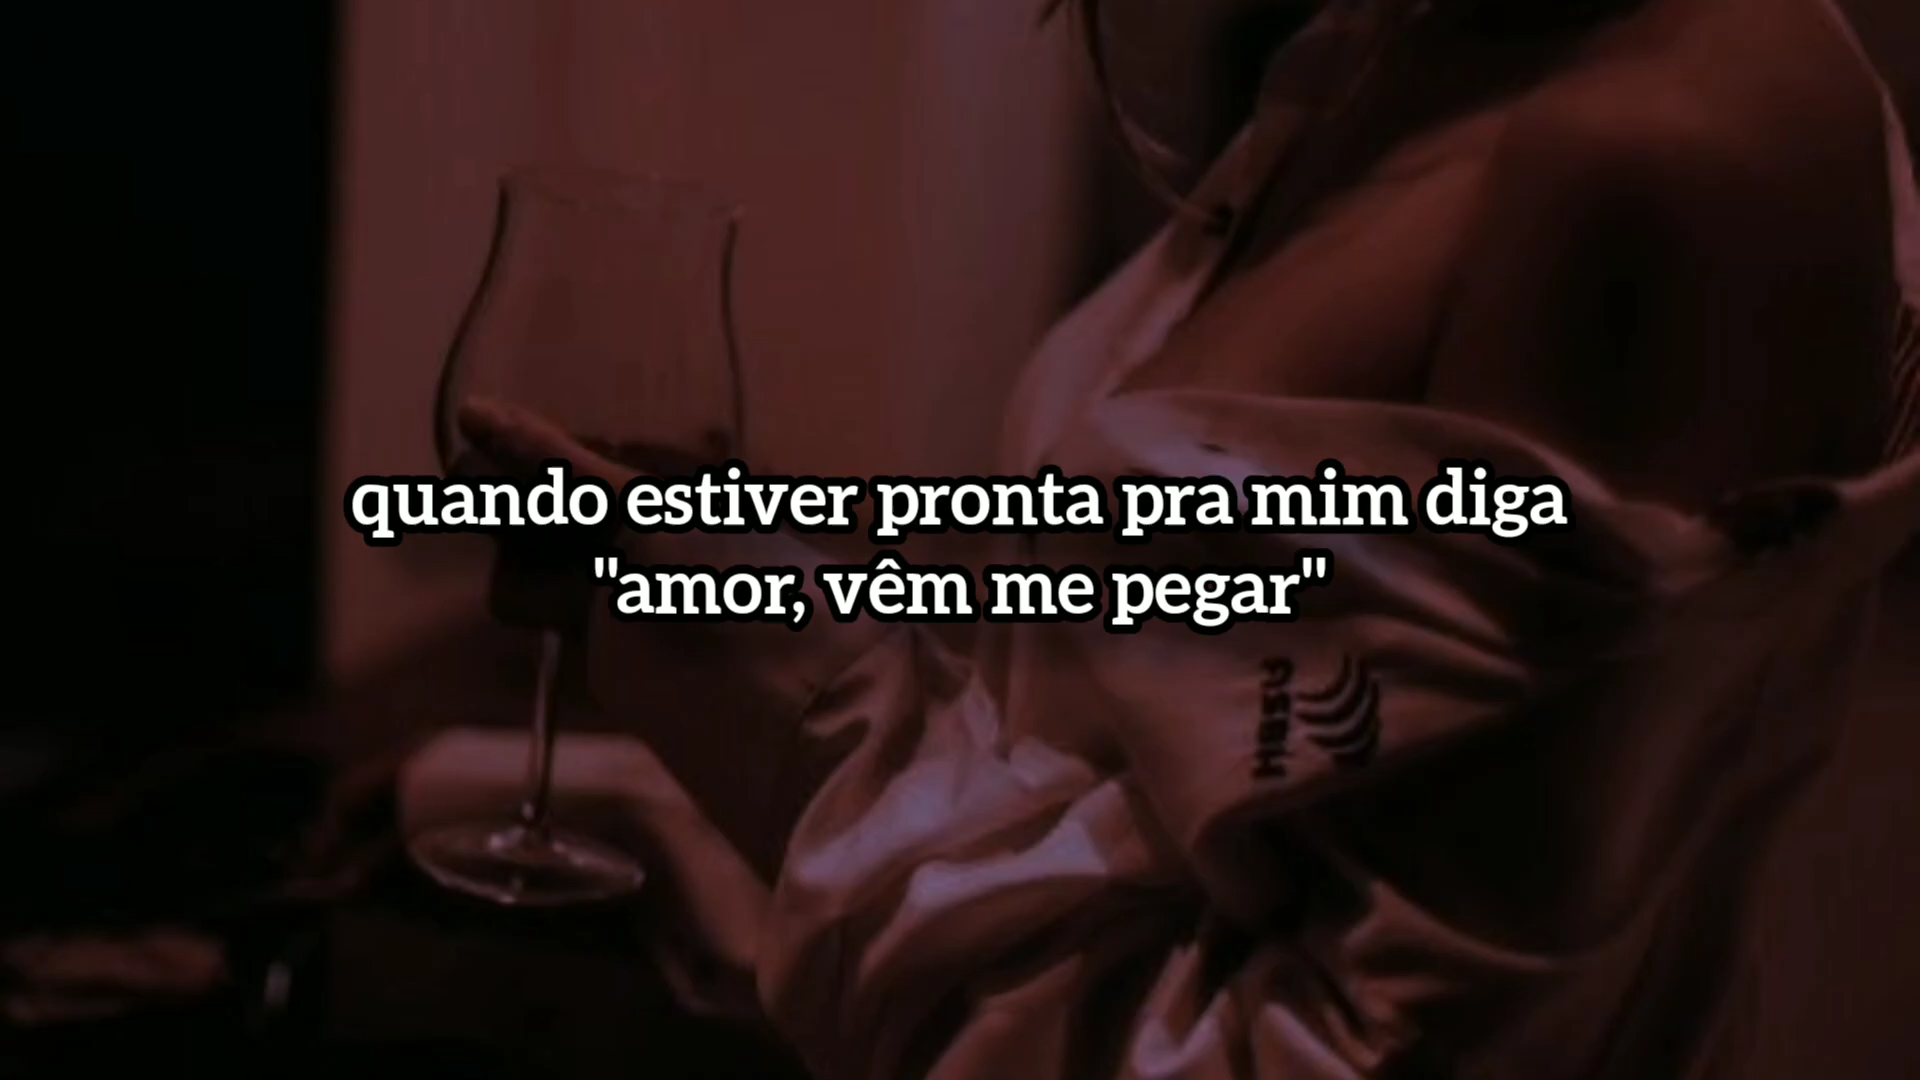 quando estiver pronta pra mim diga
"amor, vêm me pegar"